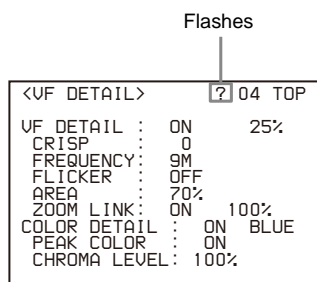 Flashes
<VF DETAIL> ? 04 TOP
VF DETAIL : ON 25%
CRISP : 0
FREQUENCY: 9M
FLICKER : OFF
AREA : 70%
ZOOM LINK: ON 100%
COLOR DETAIL : ON BLUE
PEAK COLOR : ON
CHROMA LEVEL: 100%